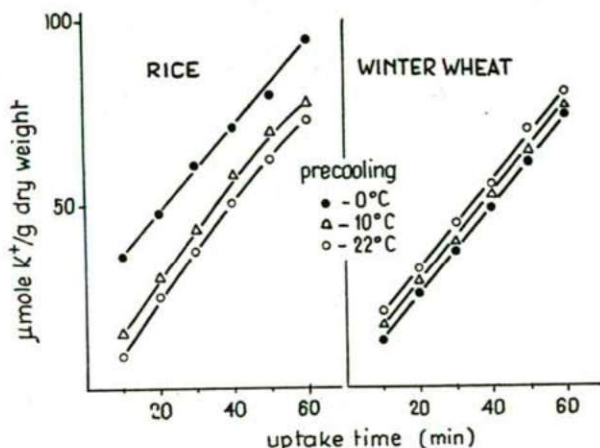 100
50
μmole K⁺/g dry weight
RICE
WINTER WHEAT
precooling
● - 0°C
△ - 10°C
○ - 22°C
20 40 60
20 40 60
uptake time (min)